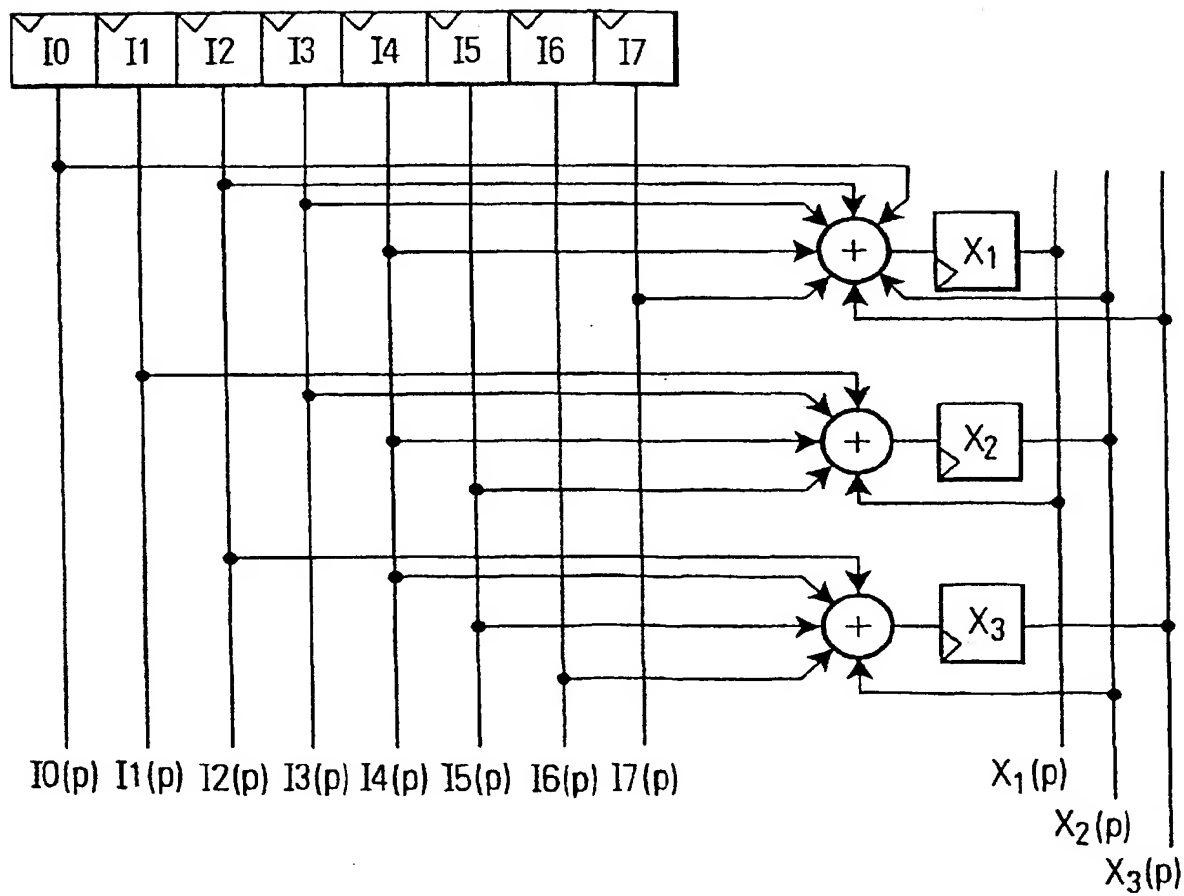 I0 I1 I2 I3 I4 I5 I6 I7
+ X₁
+ X₂
+ X₃
I0(p) I1(p) I2(p) I3(p) I4(p) I5(p) I6(p) I7(p) X₁(p)
X₂(p)
X₃(p)